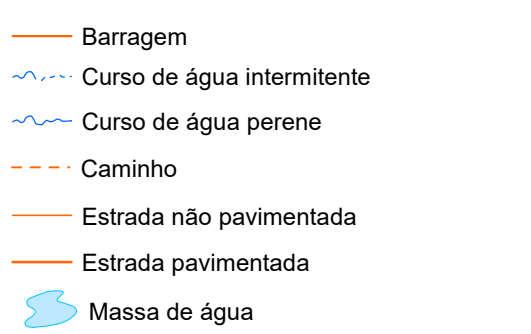 Barragem
Curso de água intermitente
Curso de água perene
Caminho
Estrada não pavimentada
Estrada pavimentada
Massa de água